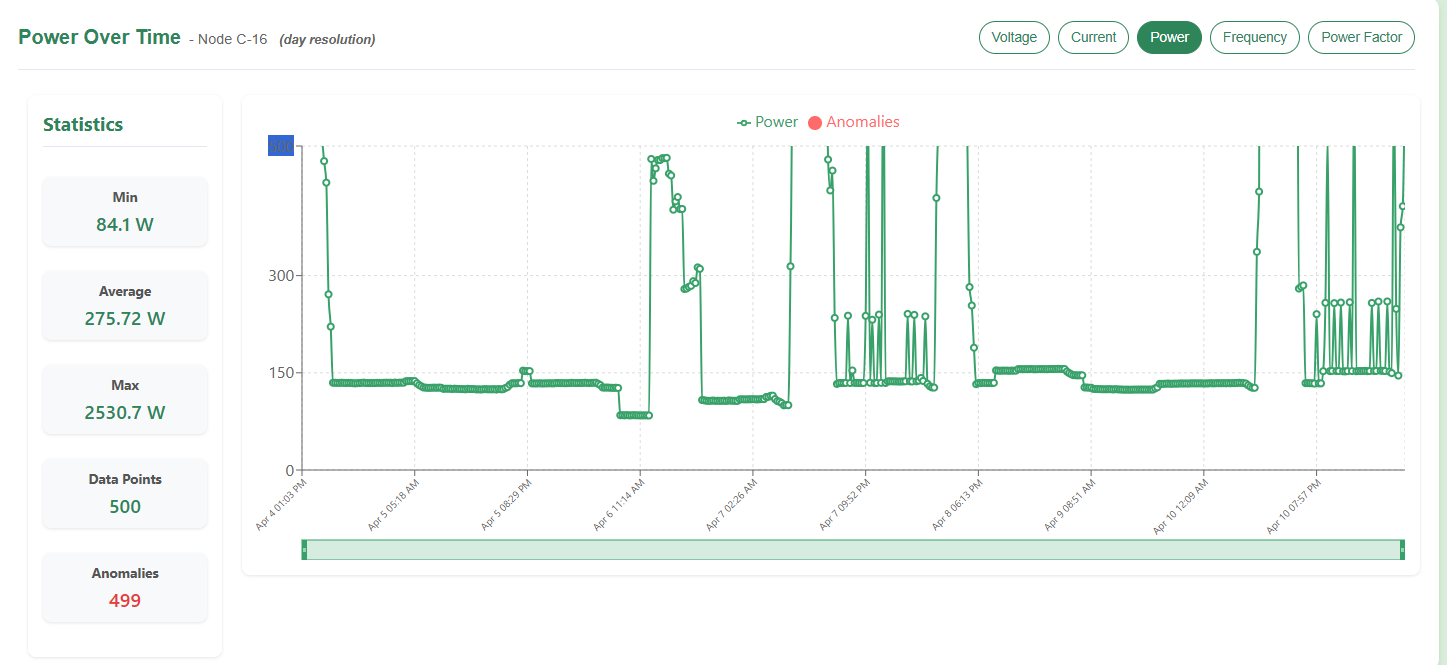 Power Over Time - Node C-16 (day resolution)
Voltage
Current
Power
Frequency
Power Factor
Statistics
Min
84.1 W
Average
275.72 W
Max
2530.7 W
Data Points
500
Anomalies
499
Power Anomalies
300
150
0
Apr 4 01:03 PM
Apr 5 05:18 AM
Apr 5 08:29 PM
Apr 6 11:14 AM
Apr 7 02:26 AM
Apr 7 09:52 PM
Apr 8 06:13 PM
Apr 9 08:51 AM
Apr 10 12:09 AM
Apr 10 07:57 PM